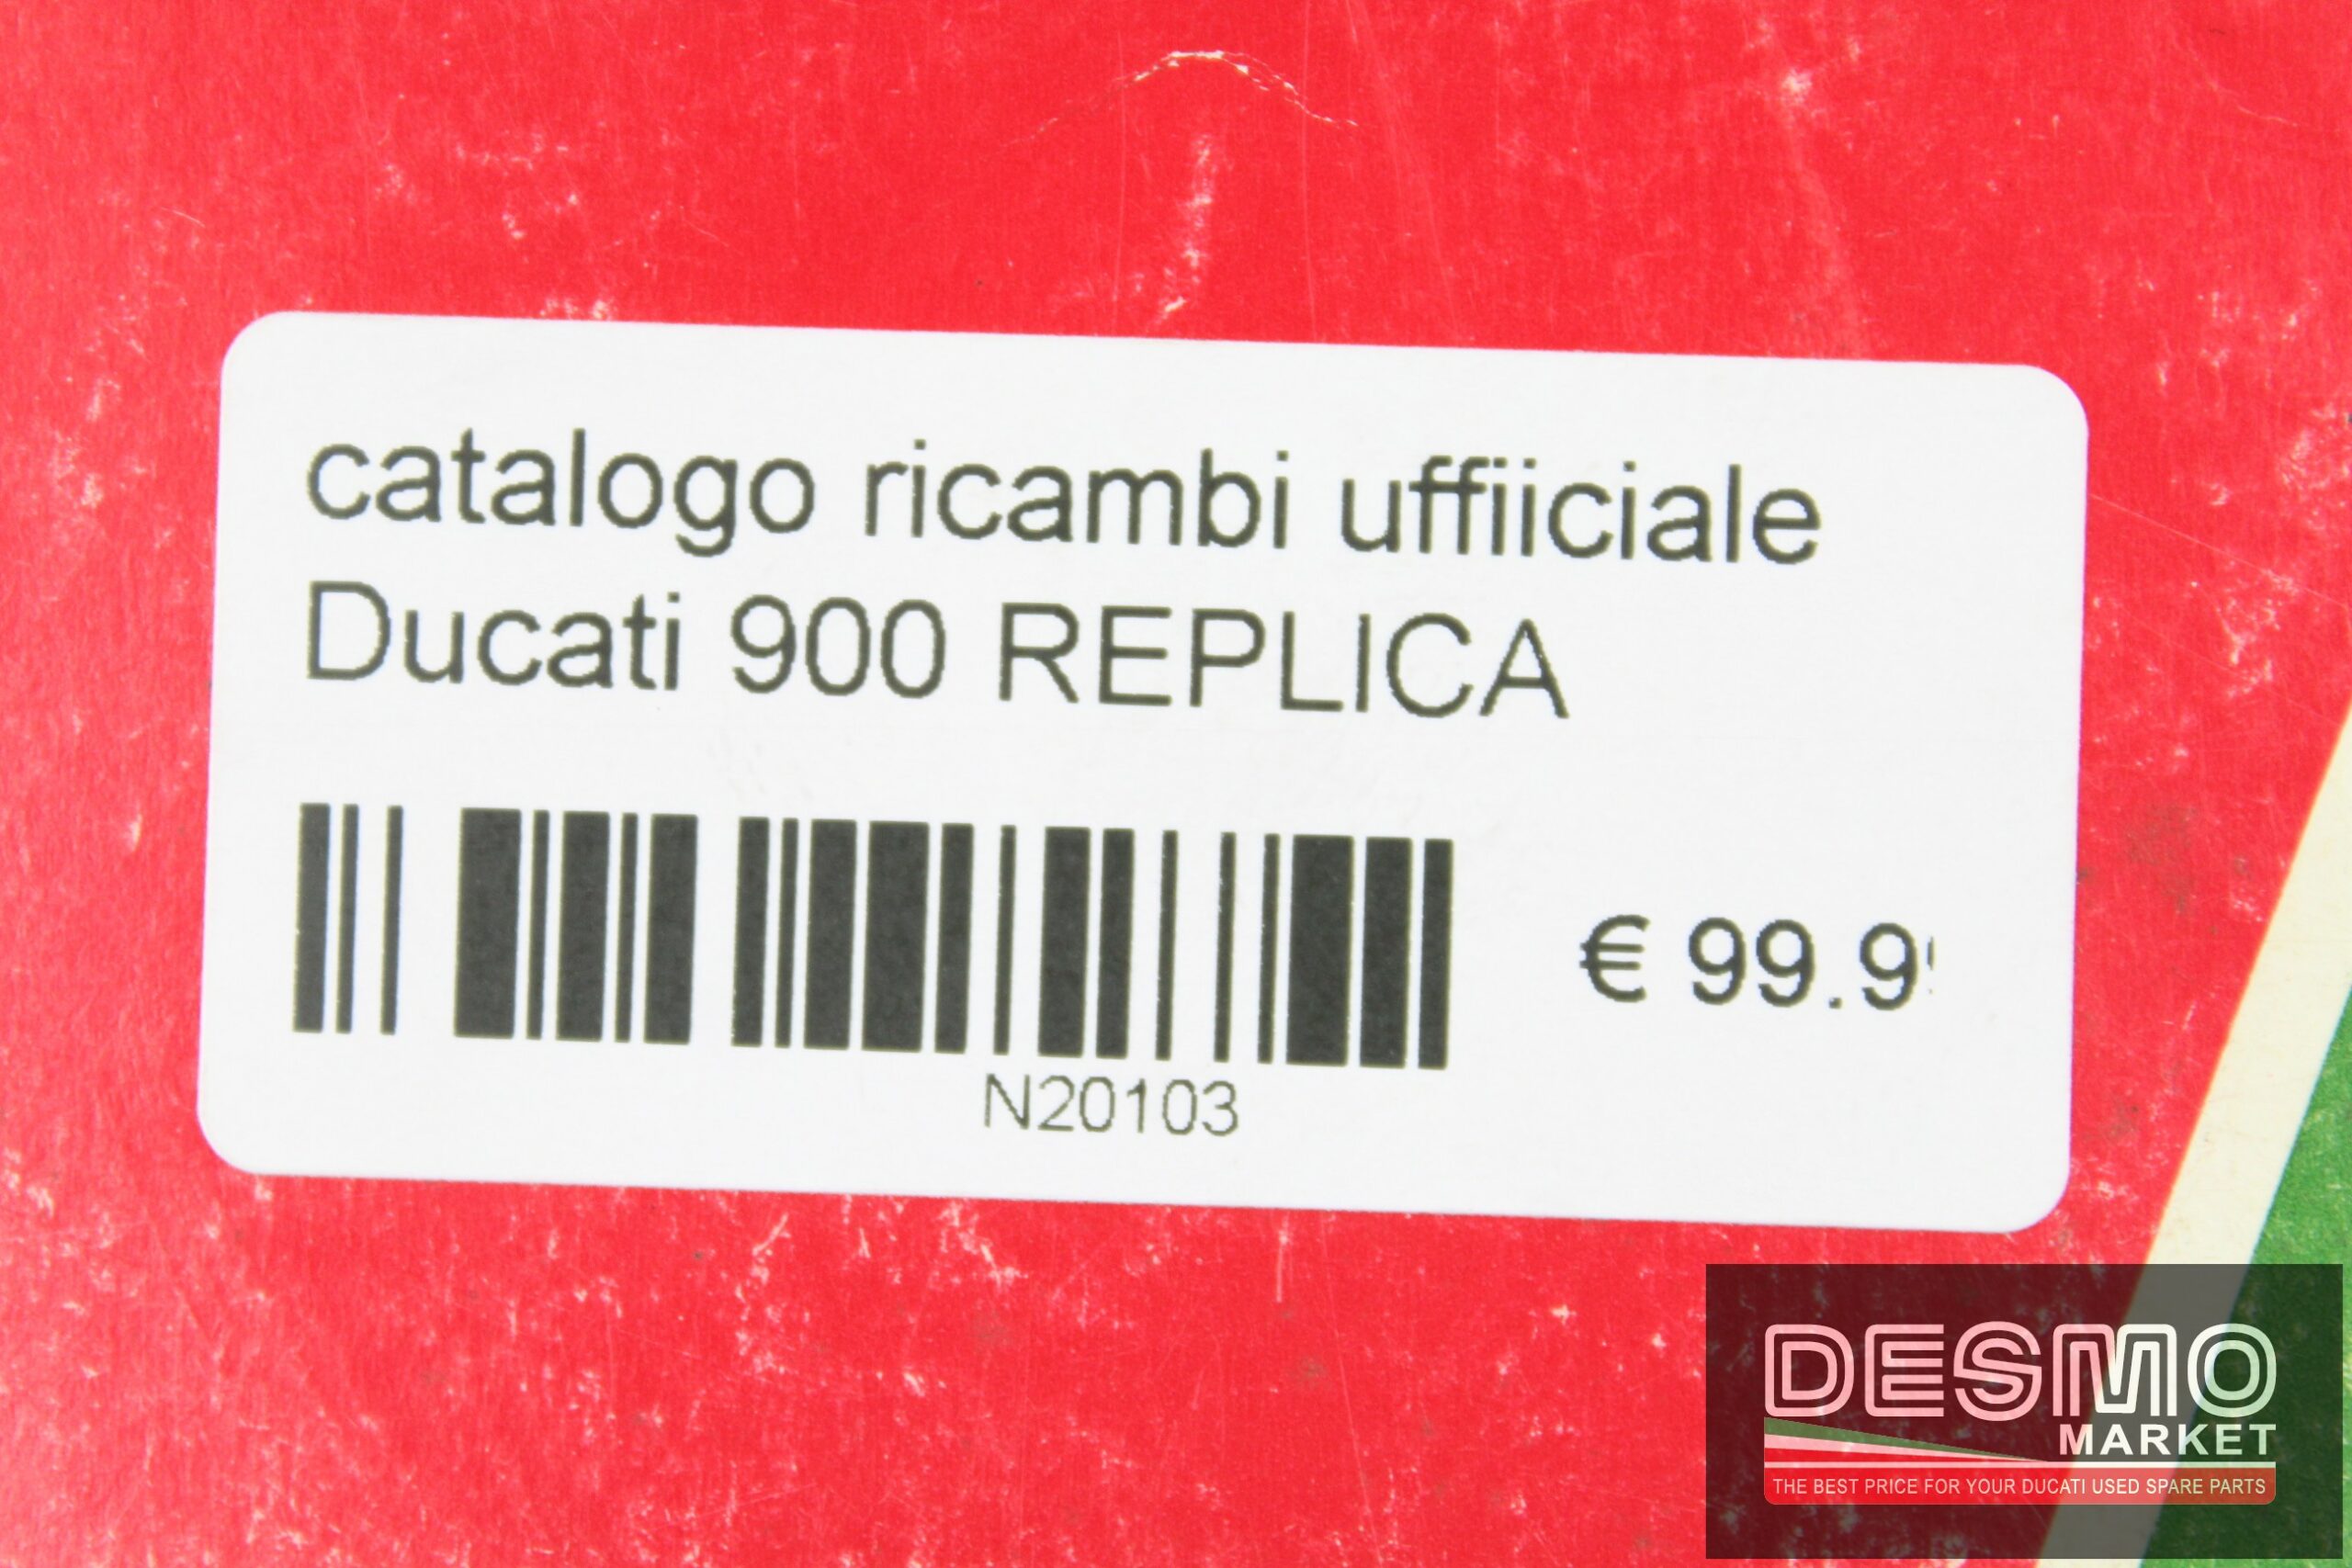 catalogo ricambi uffiiciale
Ducati 900 REPLICA
€ 99.9
N20103
DESMO
MARKET
THE BEST PRICE FOR YOUR DUCATI USED SPARE PARTS